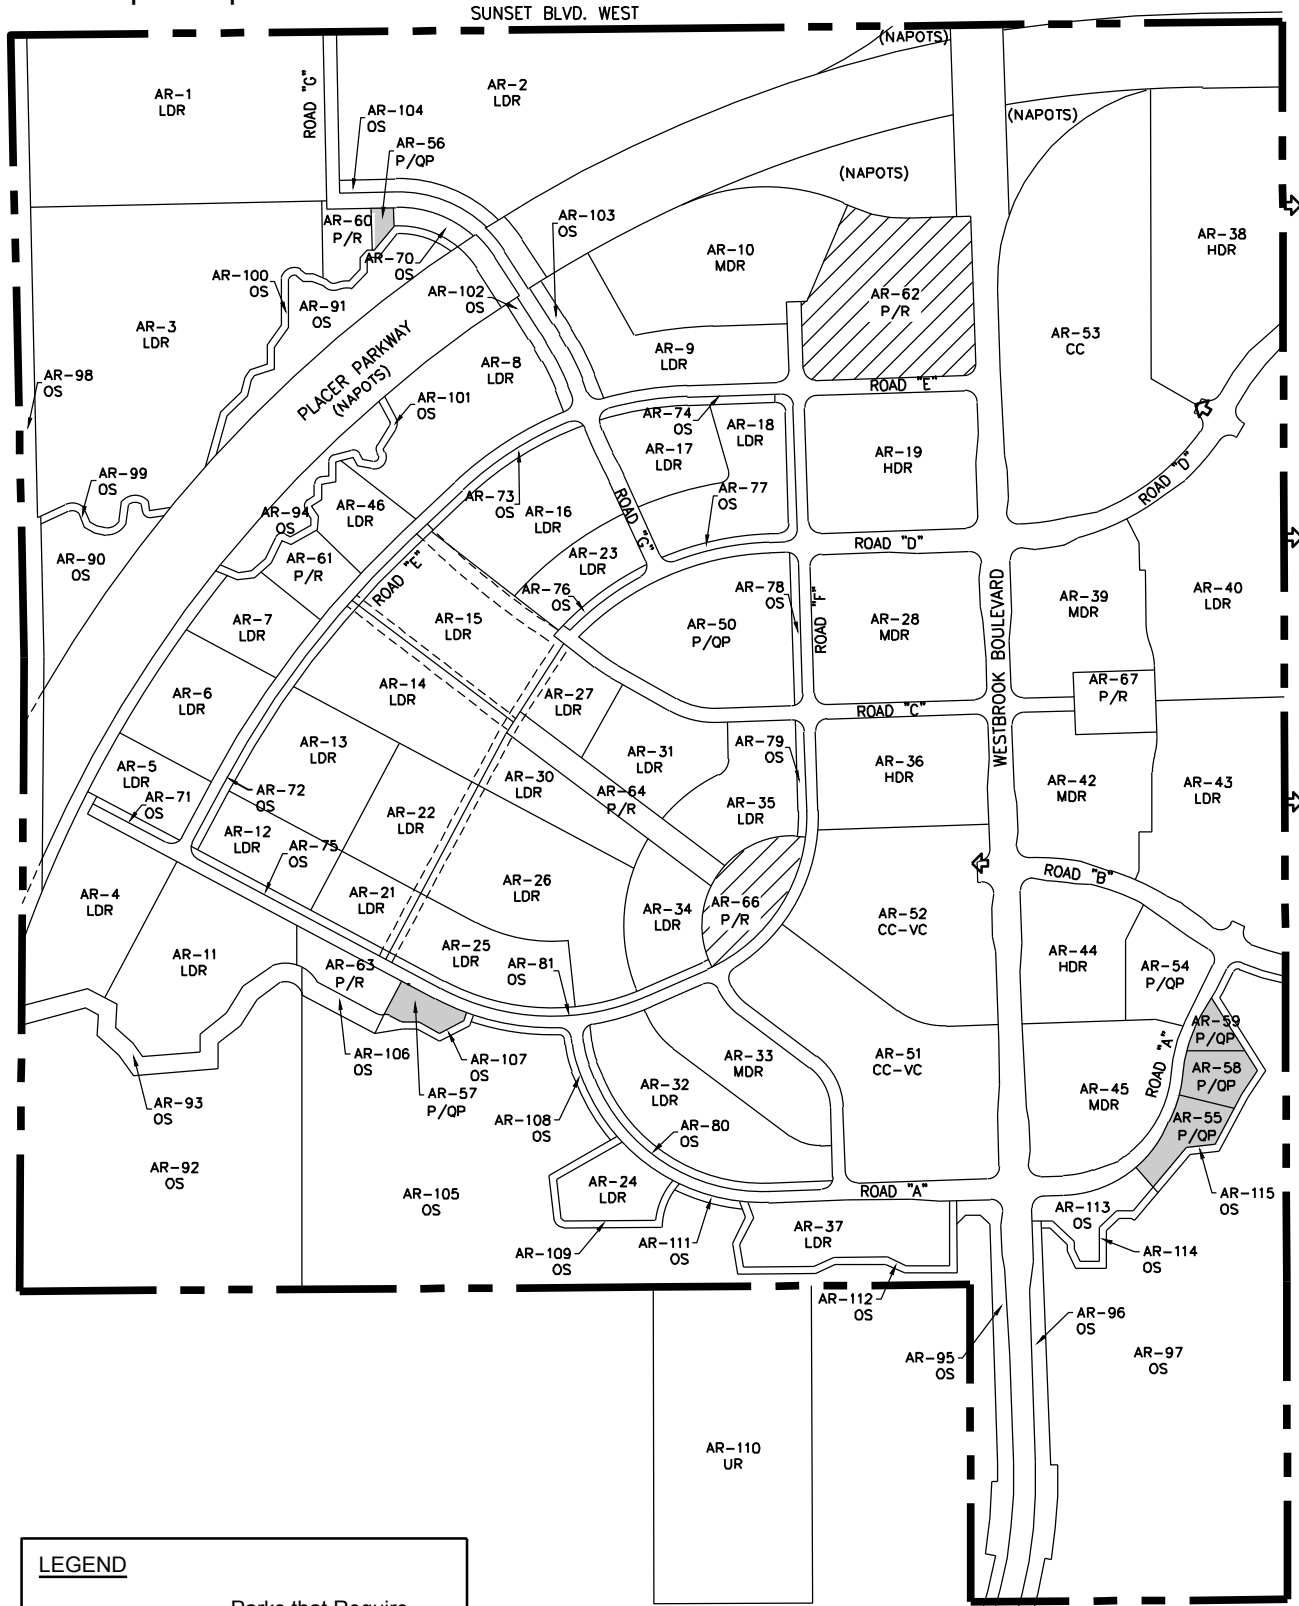 SUNSET BLVD. WEST
(NAPOTS)
AR-1
LDR
ROAD "G"
AR-2
LDR
AR-104
OS
AR-56
P/QP
(NAPOTS)
(NAPOTS)
AR-60
P/R
AR-70
OS
AR-103
OS
AR-10
MDR
AR-38
HDR
AR-100
OS
AR-91
OS
AR-102
OS
AR-62
P/R
AR-3
LDR
AR-53
CC
PLACER PARKWAY
(NAPOTS)
AR-8
LDR
AR-9
LDR
AR-98
OS
ROAD "E"
AR-101
OS
AR-74
OS
AR-18
LDR
AR-17
LDR
AR-19
HDR
AR-99
OS
AR-77
OS
ROAD "D"
AR-73
OS
AR-46
LDR
AR-94
OS
AR-16
LDR
ROAD "G"
AR-90
OS
AR-61
P/R
AR-23
LDR
ROAD "D"
ROAD "E"
AR-76
OS
AR-78
OS
ROAD "F"
AR-39
MDR
AR-40
LDR
AR-7
LDR
AR-15
LDR
AR-50
P/QP
AR-28
MDR
WESTBROOK BOULEVARD
AR-6
LDR
AR-14
LDR
AR-27
LDR
AR-67
P/R
ROAD "C"
AR-13
LDR
AR-31
LDR
AR-79
OS
AR-36
HDR
AR-5
LDR
AR-71
OS
AR-72
OS
AR-30
LDR
AR-64
P/R
AR-35
LDR
AR-42
MDR
AR-43
LDR
AR-22
LDR
AR-12
LDR
AR-75
OS
AR-4
LDR
AR-21
LDR
AR-26
LDR
AR-34
LDR
AR-66
P/R
AR-52
CC-VC
ROAD "B"
AR-11
LDR
AR-63
P/R
AR-25
LDR
AR-81
OS
AR-44
HDR
AR-54
P/QP
AR-59
P/QP
AR-106
OS
AR-107
OS
AR-57
P/QP
AR-33
MDR
AR-51
CC-VC
AR-58
P/QP
AR-32
LDR
AR-45
MDR
ROAD "A"
AR-93
OS
AR-108
OS
AR-80
OS
AR-55
P/QP
AR-92
OS
AR-105
OS
AR-24
LDR
ROAD "A"
AR-115
OS
AR-113
OS
AR-109
OS
AR-111
OS
AR-37
LDR
AR-114
OS
AR-112
OS
AR-96
OS
AR-95
OS
AR-97
OS
AR-110
UR
LEGEND
Parks that Require